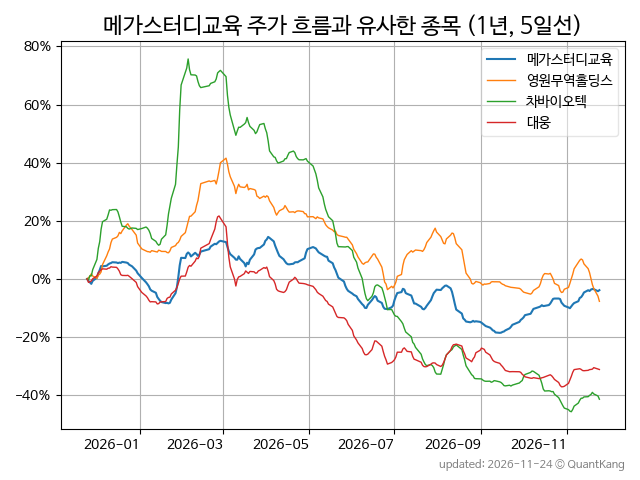 메가스터디교육 주가 흐름과 유사한 종목 (1년, 5일선)
80%
60%
40%
20%
0%
−20%
−40%
메가스터디교육
영원무역홀딩스
차바이오텍
대웅
2026-01
2026-03
2026-05
2026-07
2026-09
2026-11
updated: 2026-11-24 © QuantKang